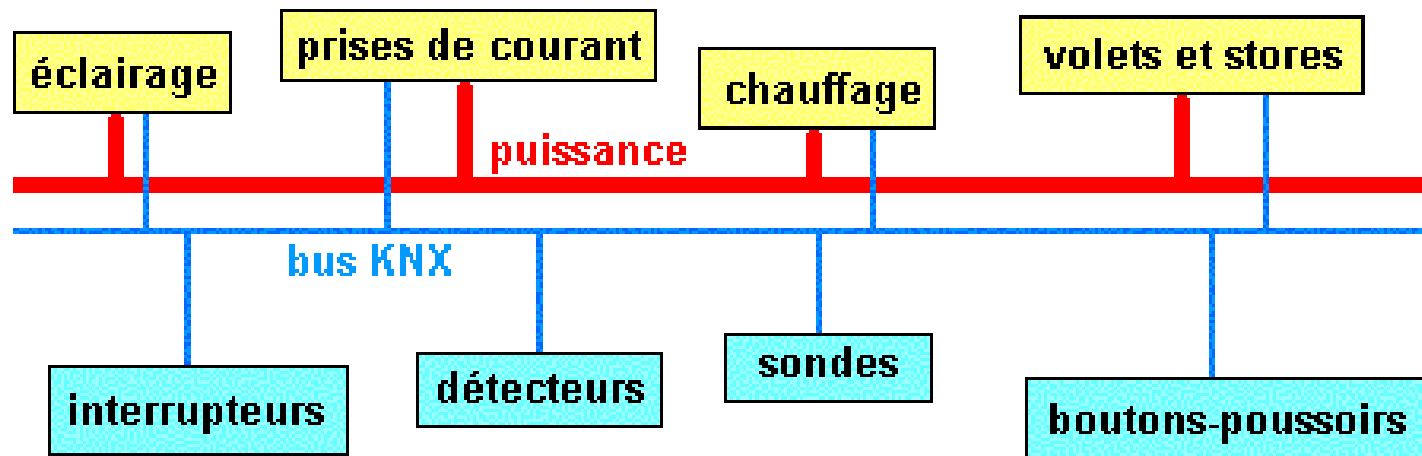 éclairage
prises de courant
chauffage
volets et stores
puissance
bus KNX
interrupteurs
détecteurs
sondes
boutons-poussoirs